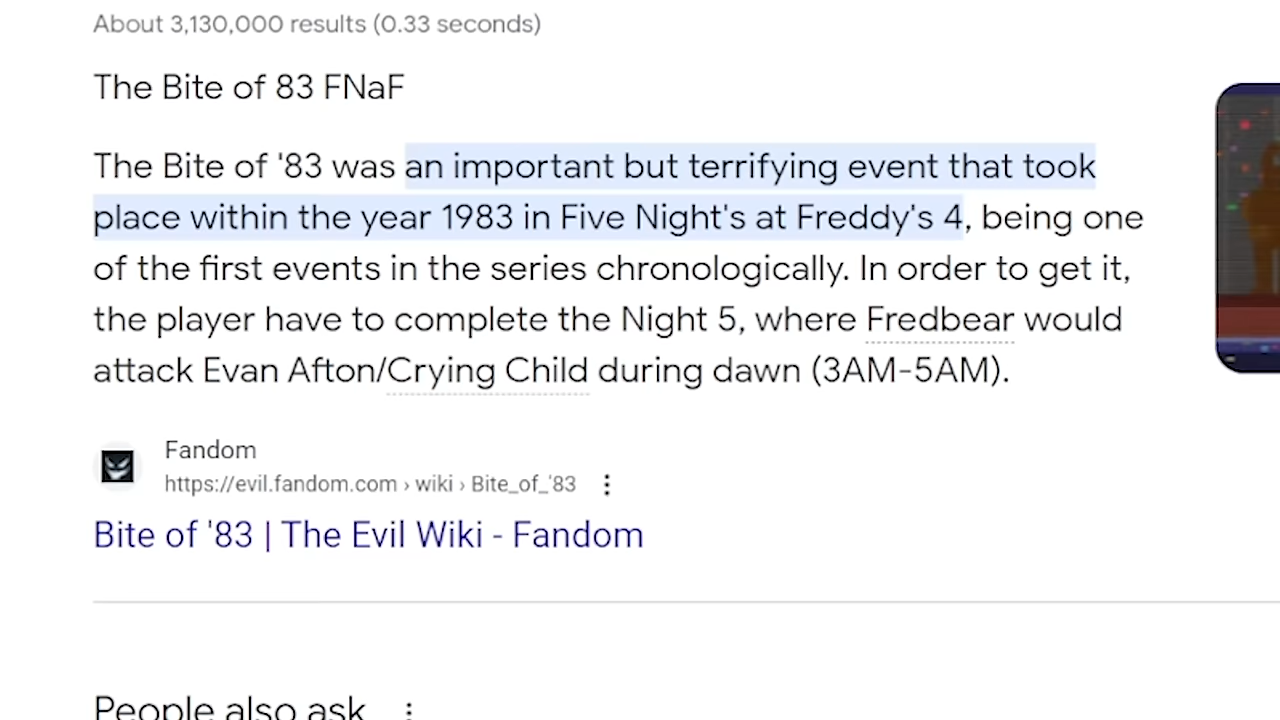 About 3,130,000 results (0.33 seconds)
The Bite of 83 FNaF
The Bite of '83 was an important but terrifying event that took
place within the year 1983 in Five Night's at Freddy's 4, being one
of the first events in the series chronologically. In order to get it,
the player have to complete the Night 5, where Fredbear would
attack Evan Afton/Crying Child during dawn (3AM-5AM).
Fandom
https://evil.fandom.com › wiki › Bite_of_'83
Bite of '83 | The Evil Wiki - Fandom
People also ask